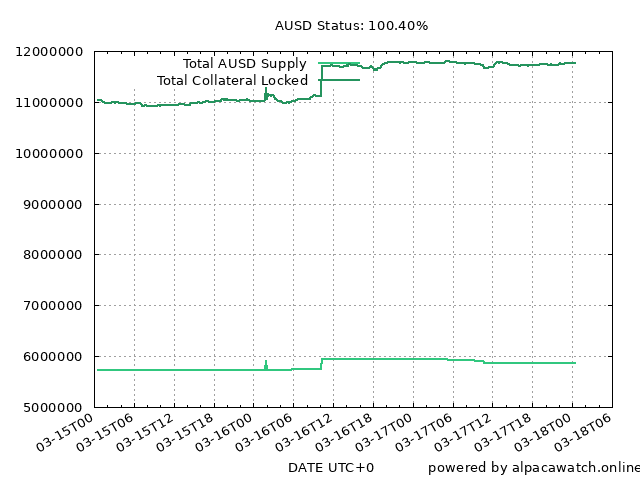 AUSD Status: 100.40%
12000000
Total AUSD Supply
Total Collateral Locked
11000000
10000000
9000000
8000000
7000000
6000000
5000000
03-15T00
03-15T06
03-15T12
03-15T18
03-16T00
03-16T06
03-16T12
03-16T18
03-17T00
03-17T06
03-17T12
03-17T18
03-18T00
03-18T06
DATE UTC+0
powered by alpacawatch.online